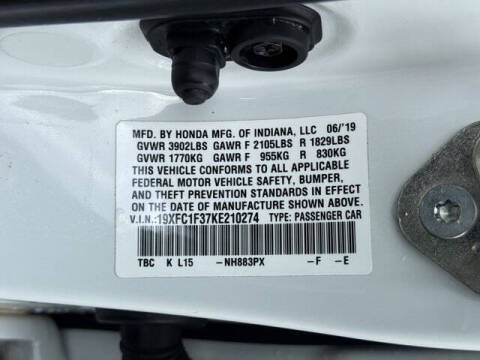 MFD. BY HONDA MFG. OF INDIANA, LLC 06/'19
GVWR 3902LBS GAWR F 2105LBS R 1829LBS
GVWR 1770KG GAWR F 955KG R 830KG
THIS VEHICLE CONFORMS TO ALL APPLICABLE
FEDERAL MOTOR VEHICLE SAFETY, BUMPER,
AND THEFT PREVENTION STANDARDS IN EFFECT
ON THE DATE OF MANUFACTURE SHOWN ABOVE.
V.I.N.:19XFC1F37KE210274 TYPE: PASSENGER CAR
TBC K L15 -NH883PX -F -E